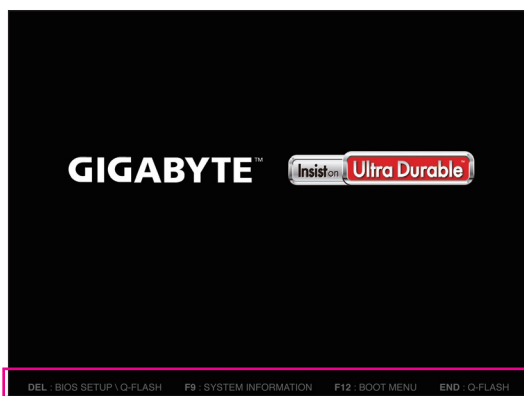 GIGABYTE™ Insist on Ultra Durable™
DEL : BIOS SETUP \ Q-FLASH F9 : SYSTEM INFORMATION F12 : BOOT MENU END : Q-FLASH